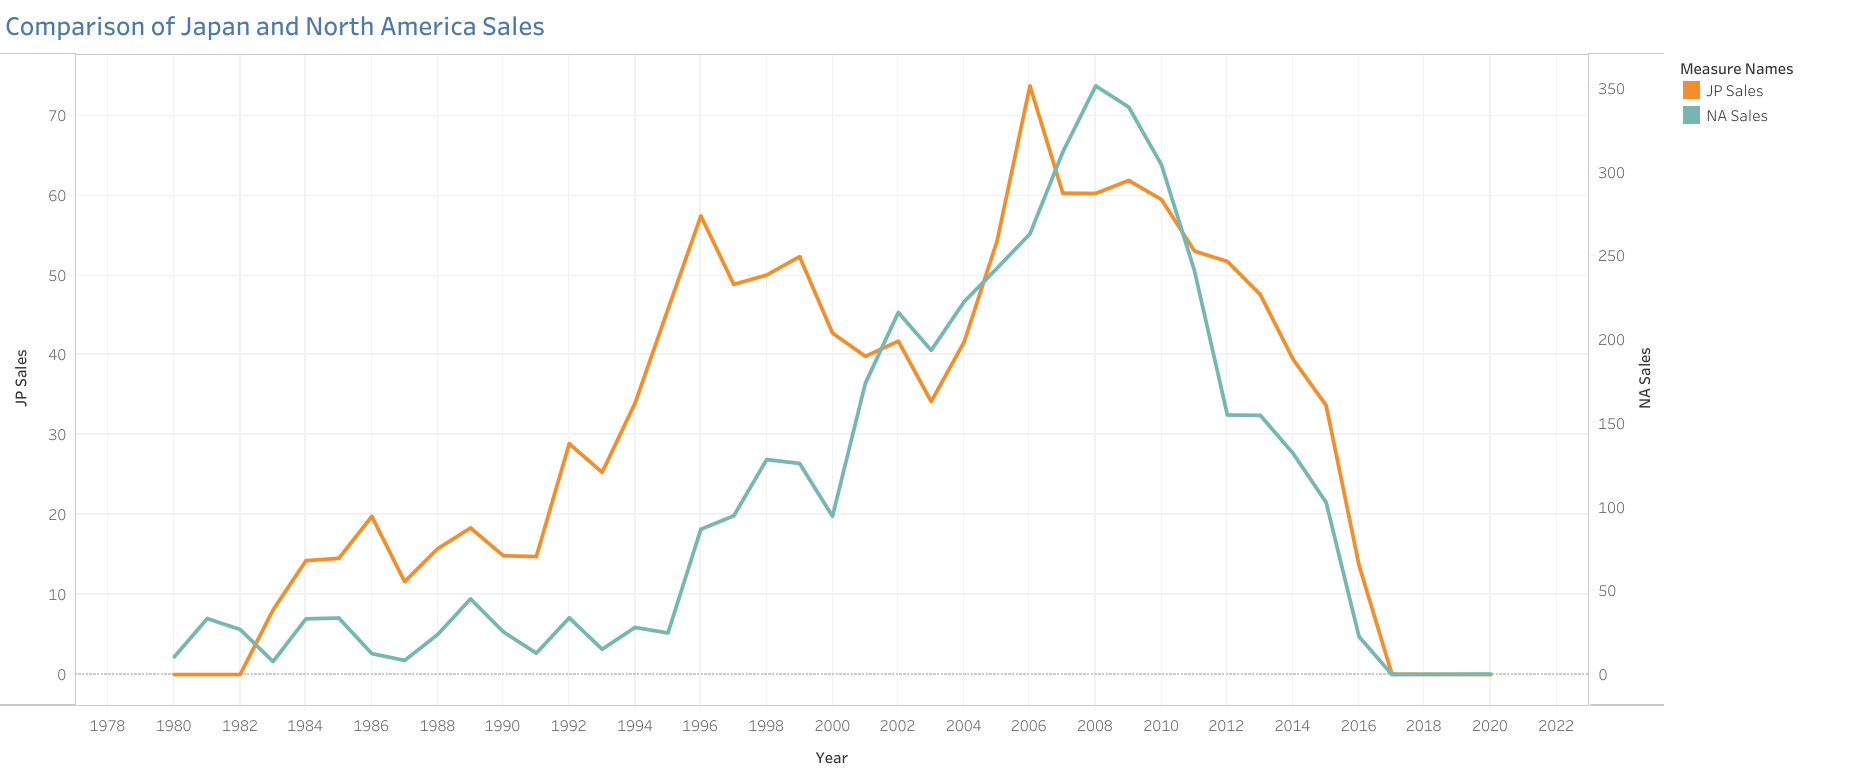 Comparison of Japan and North America Sales
Measure Names
JP Sales
NA Sales
70
60
50
40
30
20
10
0
JP Sales
350
300
250
200
150
100
50
0
NA Sales
1978 1980 1982 1984 1986 1988 1990 1992 1994 1996 1998 2000 2002 2004 2006 2008 2010 2012 2014 2016 2018 2020 2022
Year